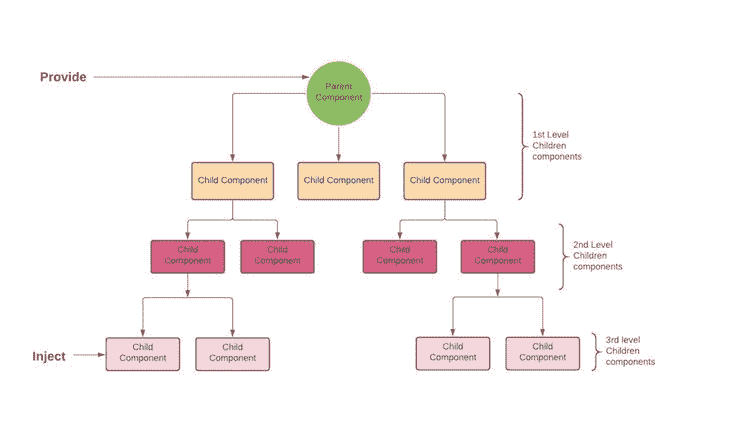 Provide
Parent
Component
1st Level
Children
components
Child Component
Child Component
Child Component
Child
Component
Child
Component
Child
Component
Child
Component
2nd Level
Children
components
Inject
Child
Component
Child
Component
Child
Component
Child
Component
3rd level
Children
components